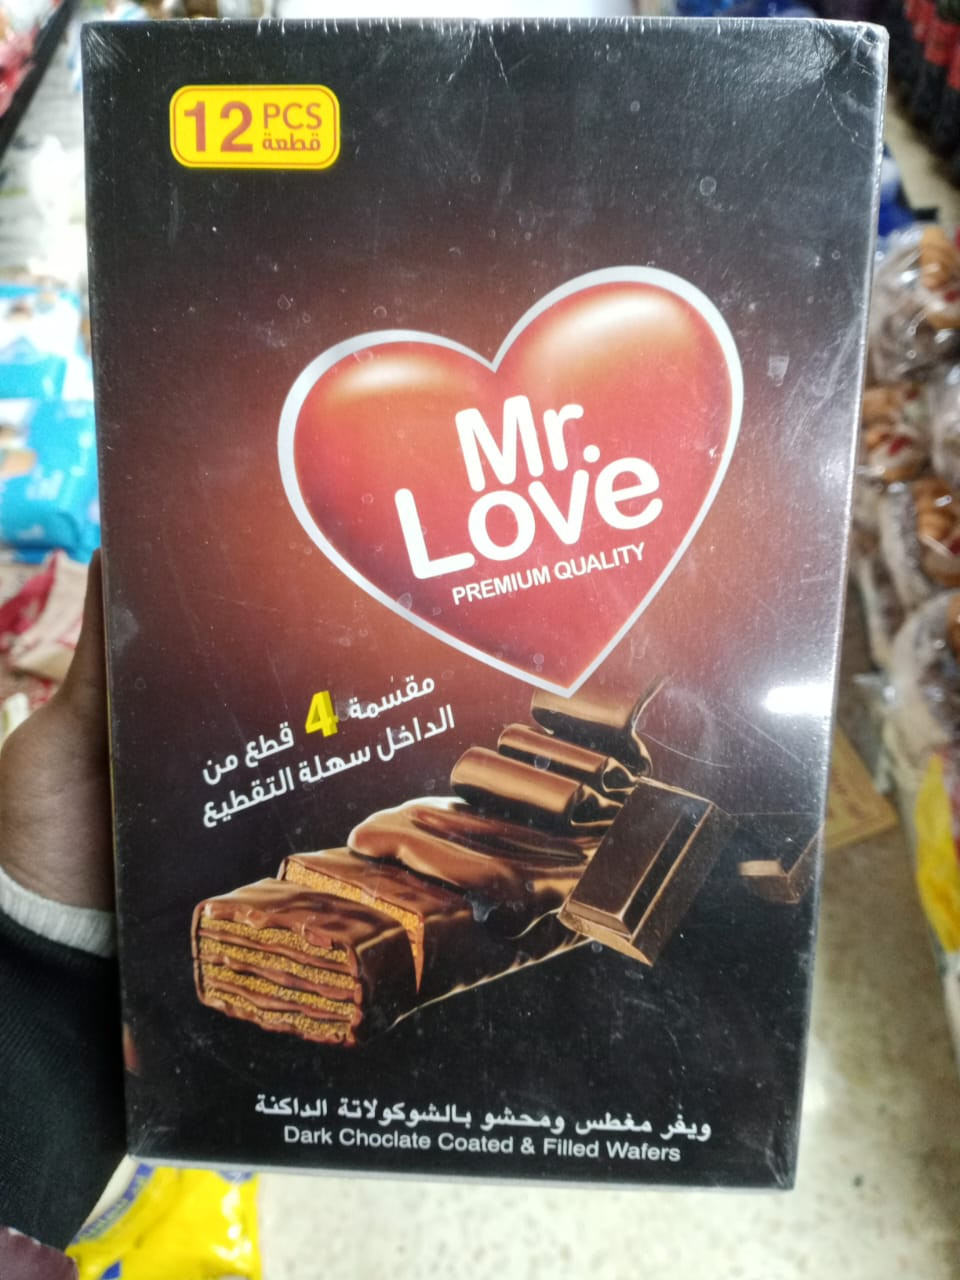 12 PCS
قطعة
Mr.
Love
PREMIUM QUALITY
مقسمة 4 قطع من
الداخل سهلة التقطيع
ويفر مغطس ومحشو بالشوكولاتة الداكنة
Dark Choclate Coated & Filled Wafers